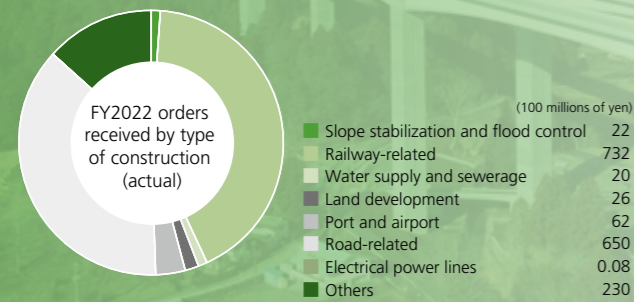 FY2022 orders
received by type
of construction
(actual)
(100 millions of yen)
Slope stabilization and flood control 22
Railway-related 732
Water supply and sewerage 20
Land development 26
Port and airport 62
Road-related 650
Electrical power lines 0.08
Others 230